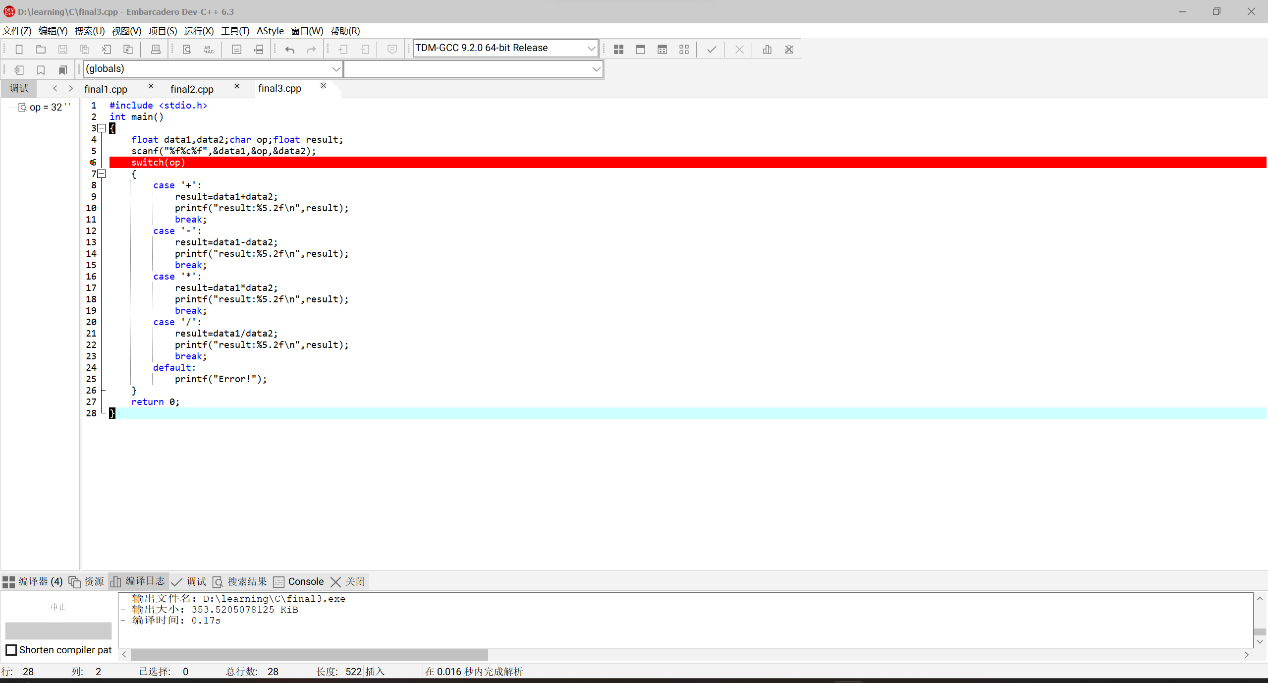 D:\learning\C\final3.cpp - Embarcadero Dev-C++ 6.3
文件(Z) 编辑(Y) 搜索(U) 视图(V) 项目(S) 运行(X) 工具(T) AStyle 窗口(W) 帮助(R)
TDM-GCC 9.2.0 64-bit Release
(globals)
调试 final1.cpp final2.cpp final3.cpp
op = 32 ' '
1 #include <stdio.h>
2 int main()
3 {
4 float data1,data2;char op;float result;
5 scanf("%f%c%f",&data1,&op,&data2);
6 switch(op)
7 {
8 case '+':
9 result=data1+data2;
10 printf("result:%5.2f\n",result);
11 break;
12 case '-':
13 result=data1-data2;
14 printf("result:%5.2f\n",result);
15 break;
16 case '*':
17 result=data1*data2;
18 printf("result:%5.2f\n",result);
19 break;
20 case '/':
21 result=data1/data2;
22 printf("result:%5.2f\n",result);
23 break;
24 default:
25 printf("Error!");
26 }
27 return 0;
28 }
编译器 (4) 资源 编译日志 调试 搜索结果 Console 关闭
中止
Shorten compiler pat
- 输出文件名: D:\learning\C\final3.exe
- 输出大小: 353.5205078125 KiB
- 编译时间: 0.17s
行: 28 列: 2 已选择: 0 总行数: 28 长度: 522 插入 在 0.016 秒内完成解析